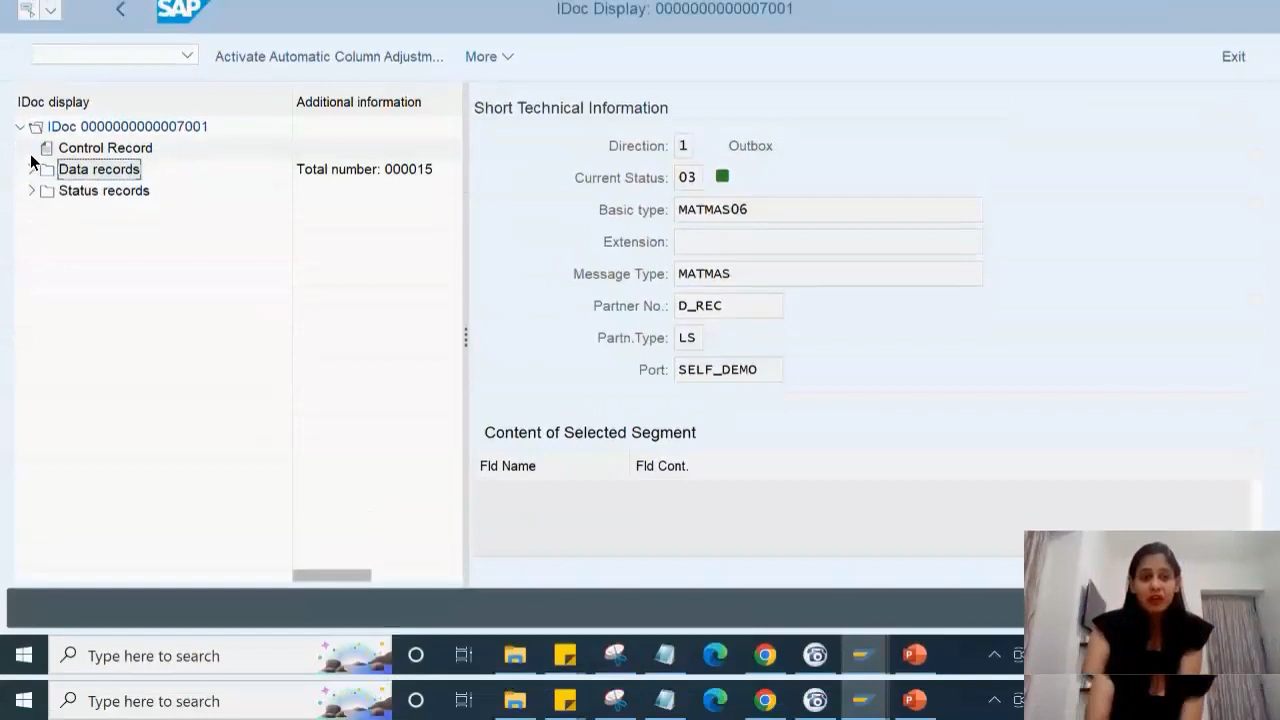 SAP
IDoc Display: 0000000000007001
Activate Automatic Column Adjustm...
More
Exit
IDoc display
Additional information
IDoc 0000000000007001
Control Record
Data records
Total number: 000015
Status records
Short Technical Information
Direction: 1 Outbox
Current Status: 03
Basic type: MATMAS06
Extension:
Message Type: MATMAS
Partner No.: D_REC
Partn.Type: LS
Port: SELF_DEMO
Content of Selected Segment
Fld Name
Fld Cont.
Type here to search
Type here to search